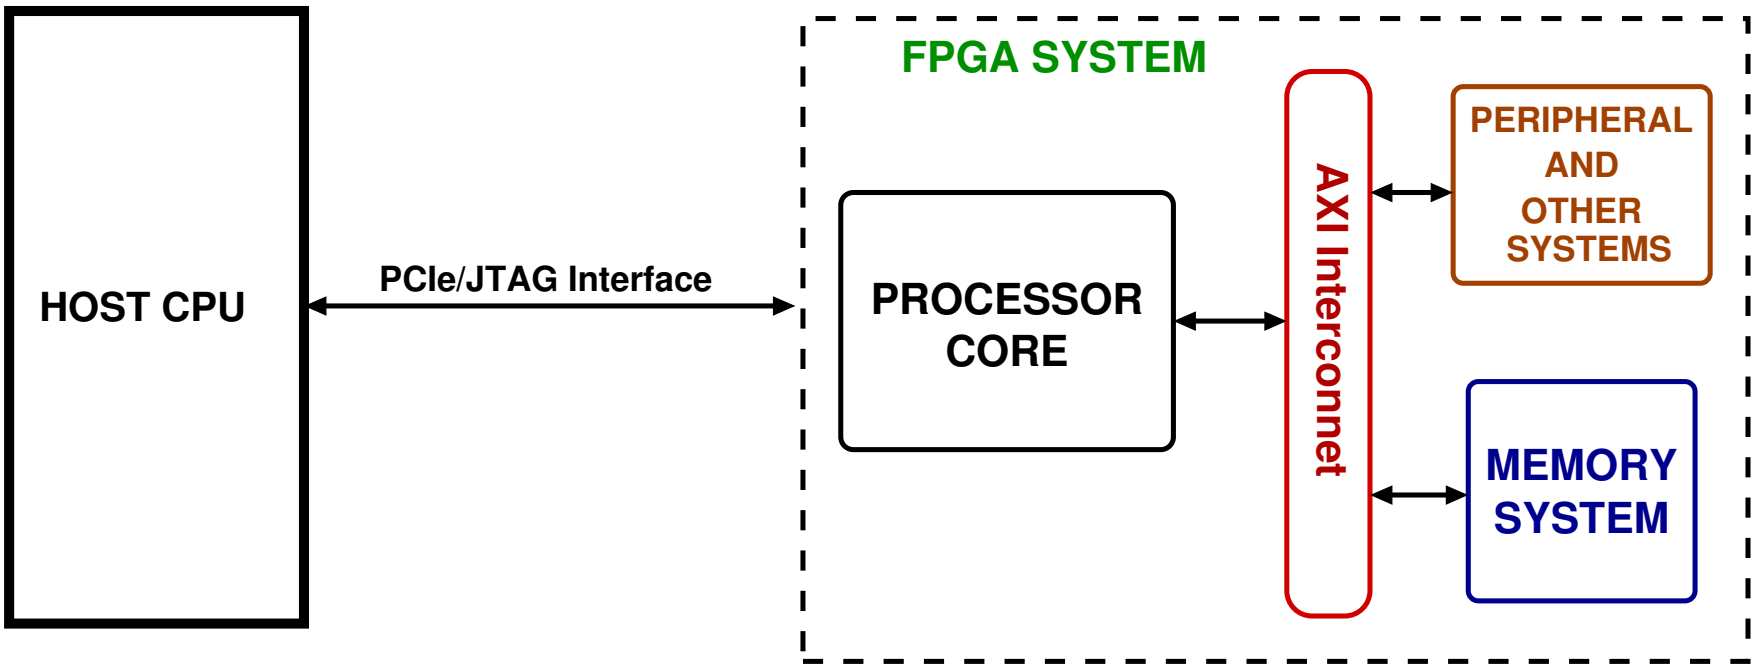 HOST CPU
PCIe/JTAG Interface
FPGA SYSTEM
PROCESSOR
CORE
AXI Interconnet
PERIPHERAL
AND
OTHER
SYSTEMS
MEMORY
SYSTEM